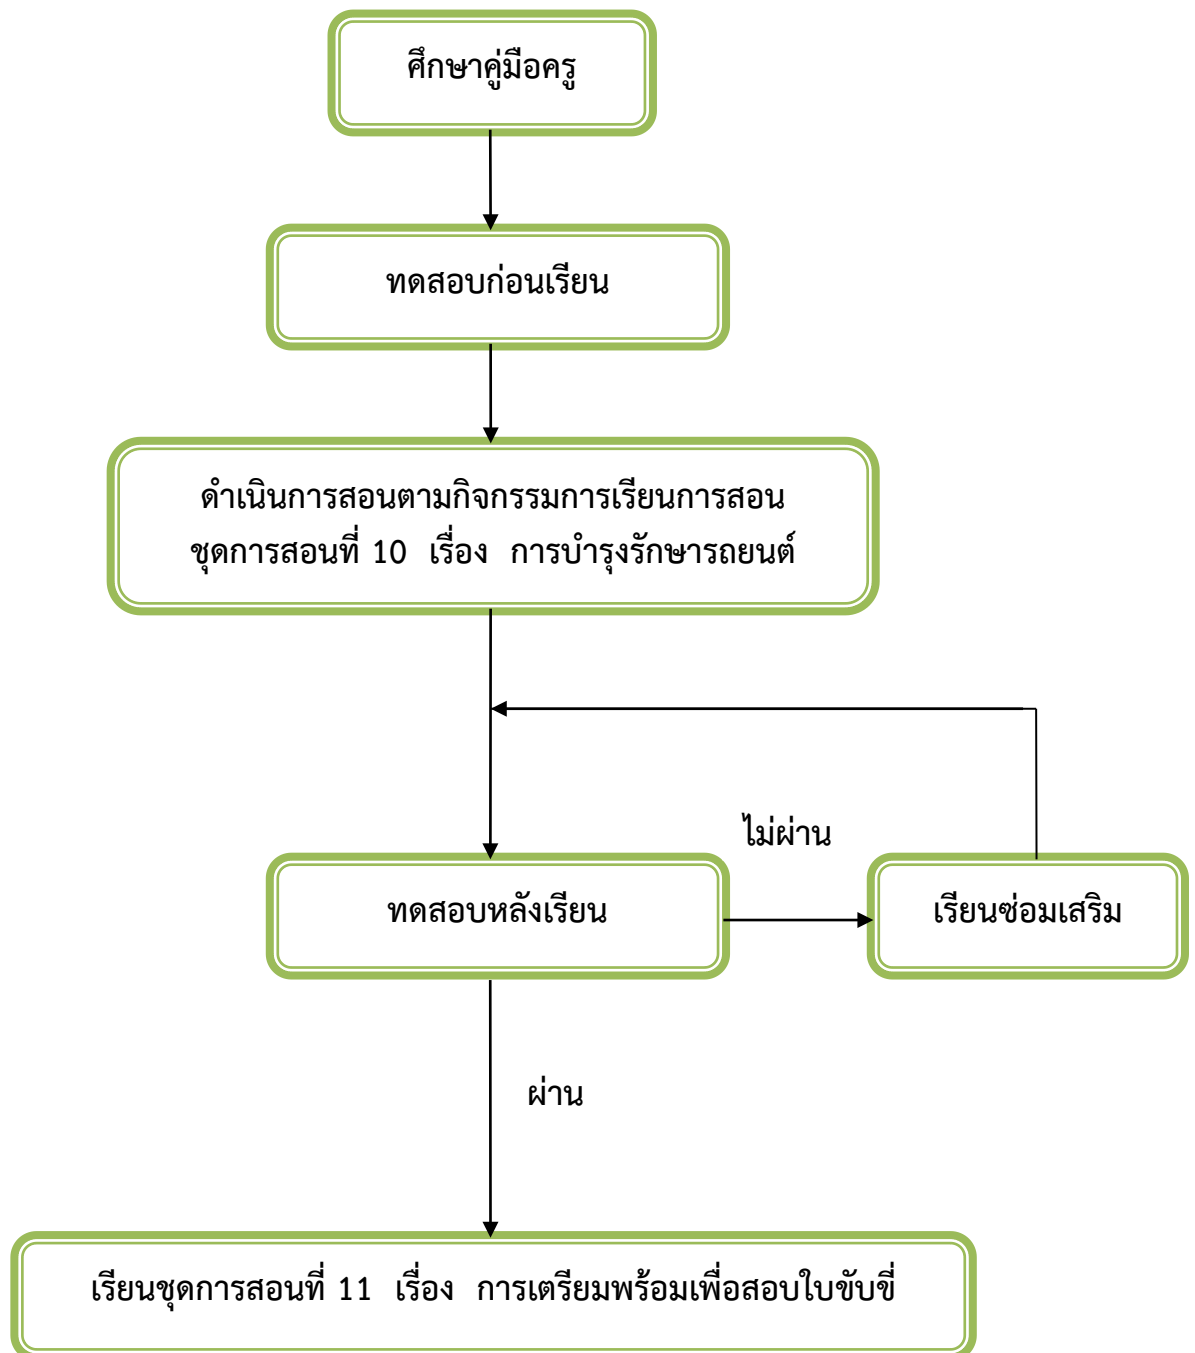 ศึกษาคู่มือครู
ทดสอบก่อนเรียน
ดำเนินการสอนตามกิจกรรมการเรียนการสอน
ชุดการสอนที่ 10 เรื่อง การบำรุงรักษารถยนต์
ไม่ผ่าน
ทดสอบหลังเรียน
เรียนซ่อมเสริม
ผ่าน
เรียนชุดการสอนที่ 11 เรื่อง การเตรียมพร้อมเพื่อสอบใบขับขี่